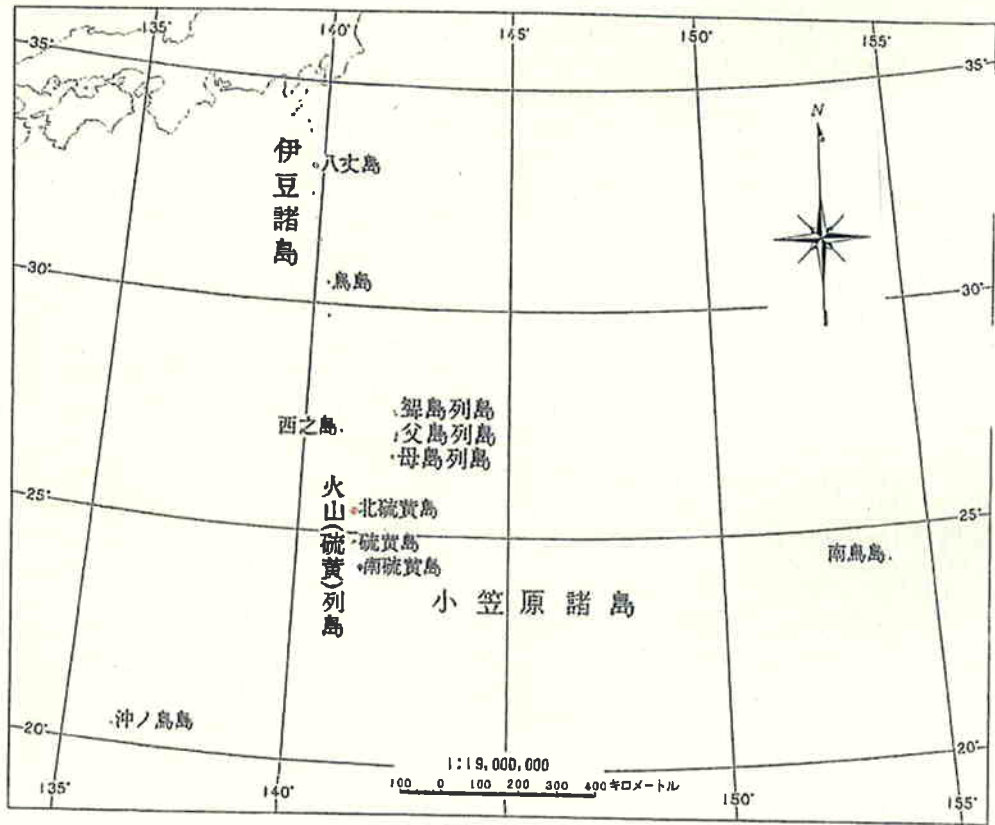 135° 140° 145° 150° 155°
35° 35°
N
伊豆諸島
八丈島
鳥島
30° 30°
西之島
聟島列島
父島列島
母島列島
火山(硫黄)列島
北硫黄島
25° 25°
硫黄島
南硫黄島
南鳥島
小笠原諸島
沖ノ鳥島
20° 20°
1:19,000,000
100 0 100 200 300 400 キロメートル
135° 140° 150° 155°